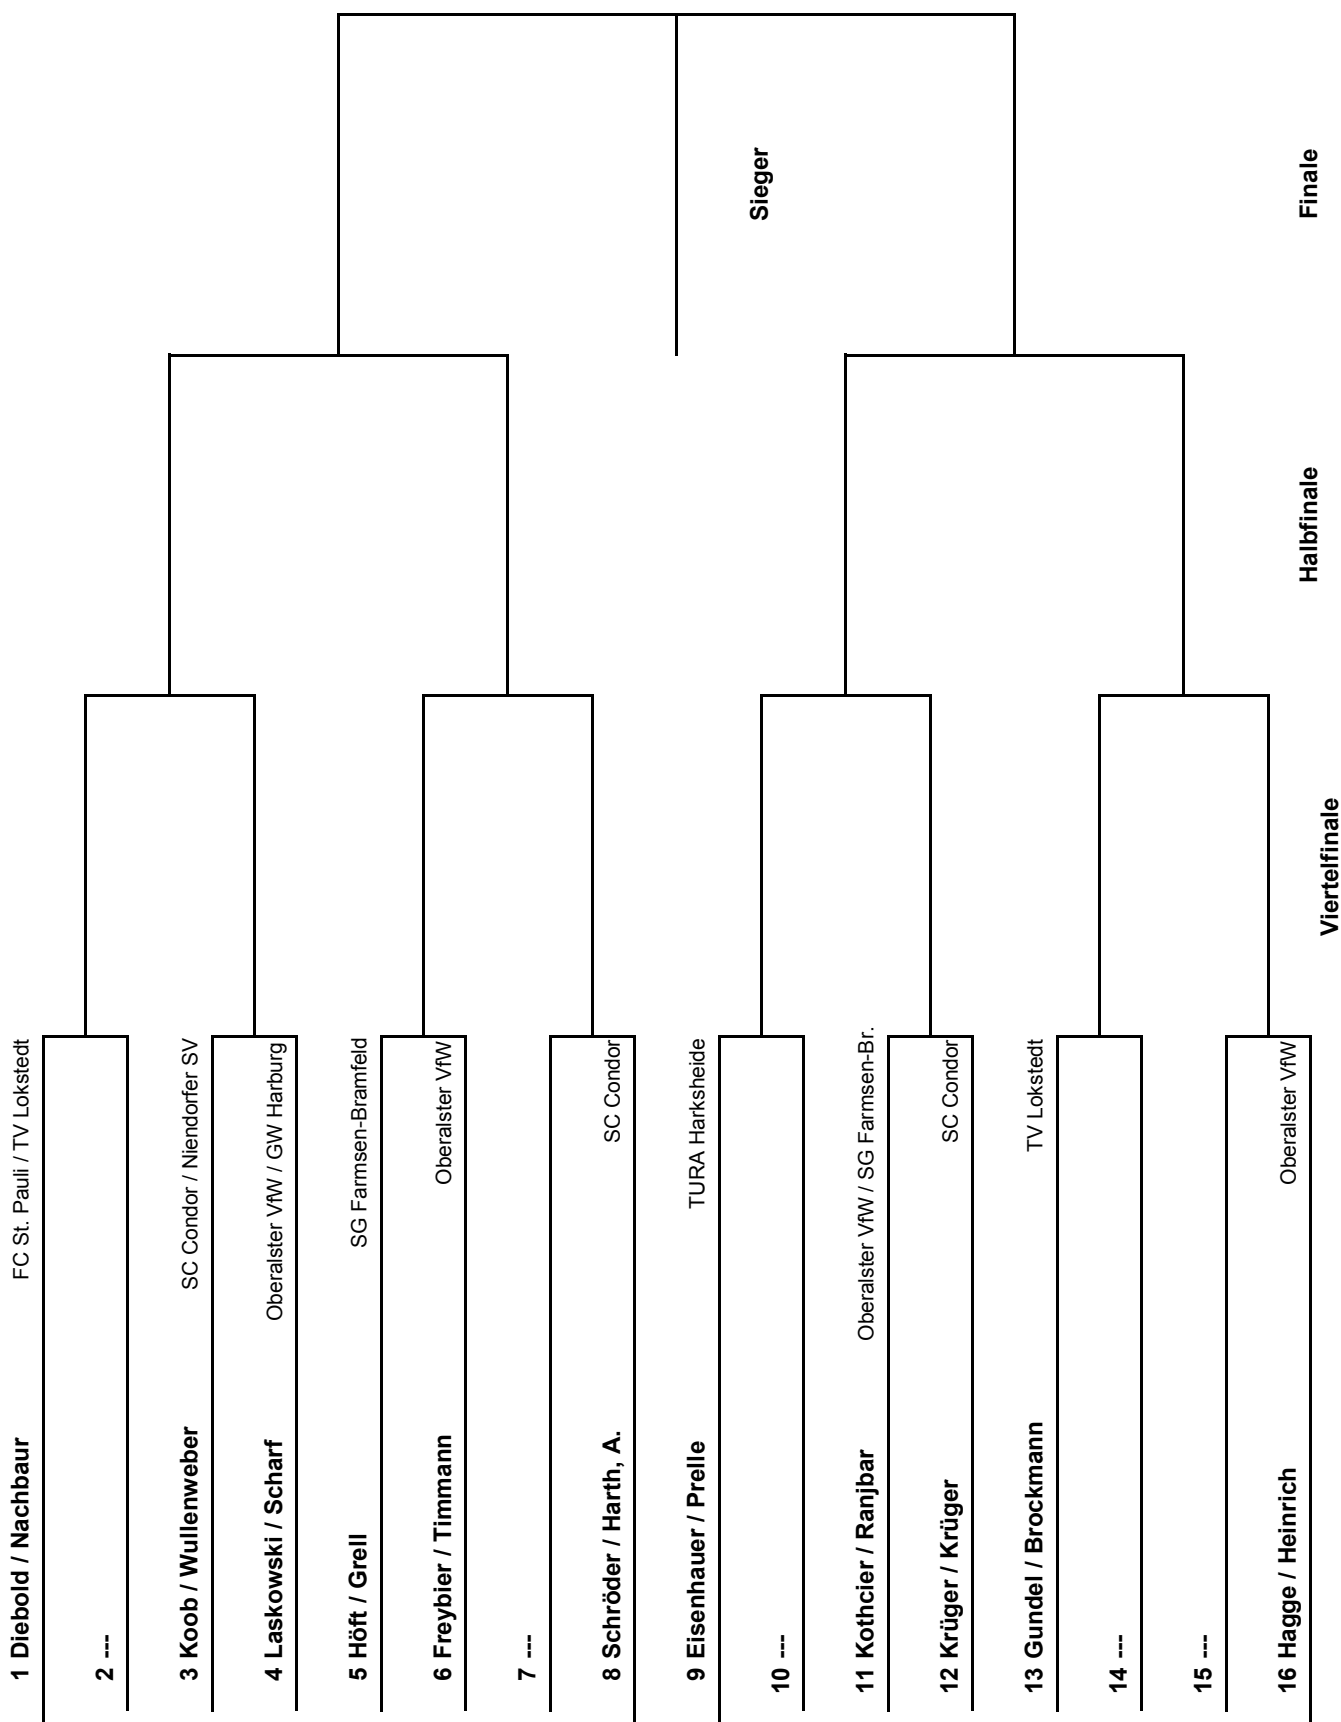 1 Diebold / Nachbaur FC St. Pauli / TV Lokstedt
2 ---
3 Koob / Wullenweber SC Condor / Niendorfer SV
4 Laskowski / Scharf Oberalster VfW / GW Harburg
5 Höft / Grell SG Farmsen-Bramfeld
6 Freybier / Timmann Oberalster VfW
7 ---
8 Schröder / Harth, A. SC Condor
9 Eisenhauer / Prelle TURA Harksheide
10 ---
11 Kothcier / Ranjbar Oberalster VfW / SG Farmsen-Br.
12 Krüger / Krüger SC Condor
13 Gundel / Brockmann TV Lokstedt
14 ---
15 ---
16 Hagge / Heinrich Oberalster VfW
Sieger
Viertelfinale
Halbfinale
Finale